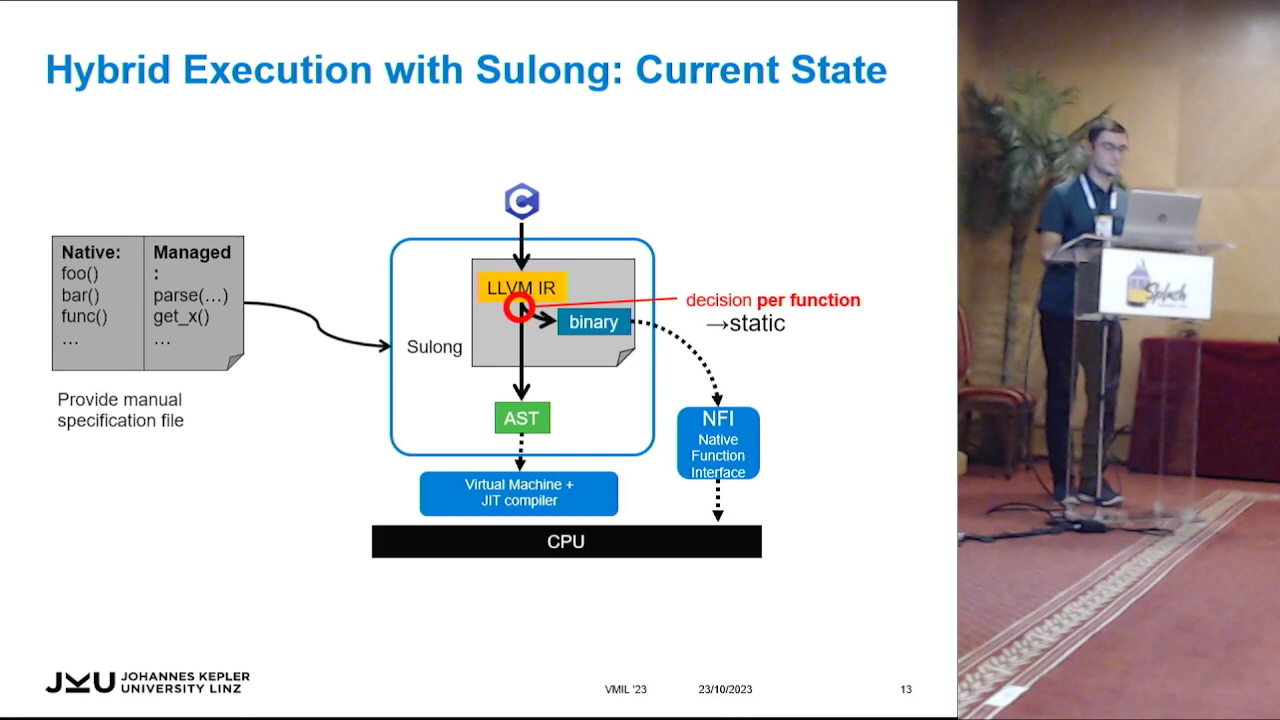 Hybrid Execution with Sulong: Current State
C
Native:
foo()
bar()
func()
…
Managed
:
parse(…)
get_x()
…
Provide manual
specification file
Sulong
LLVM IR
binary
AST
decision per function
→static
NFI
Native
Function
Interface
Virtual Machine +
JIT compiler
CPU
JKU JOHANNES KEPLER
UNIVERSITY LINZ
VMIL '23
23/10/2023
13
Splash